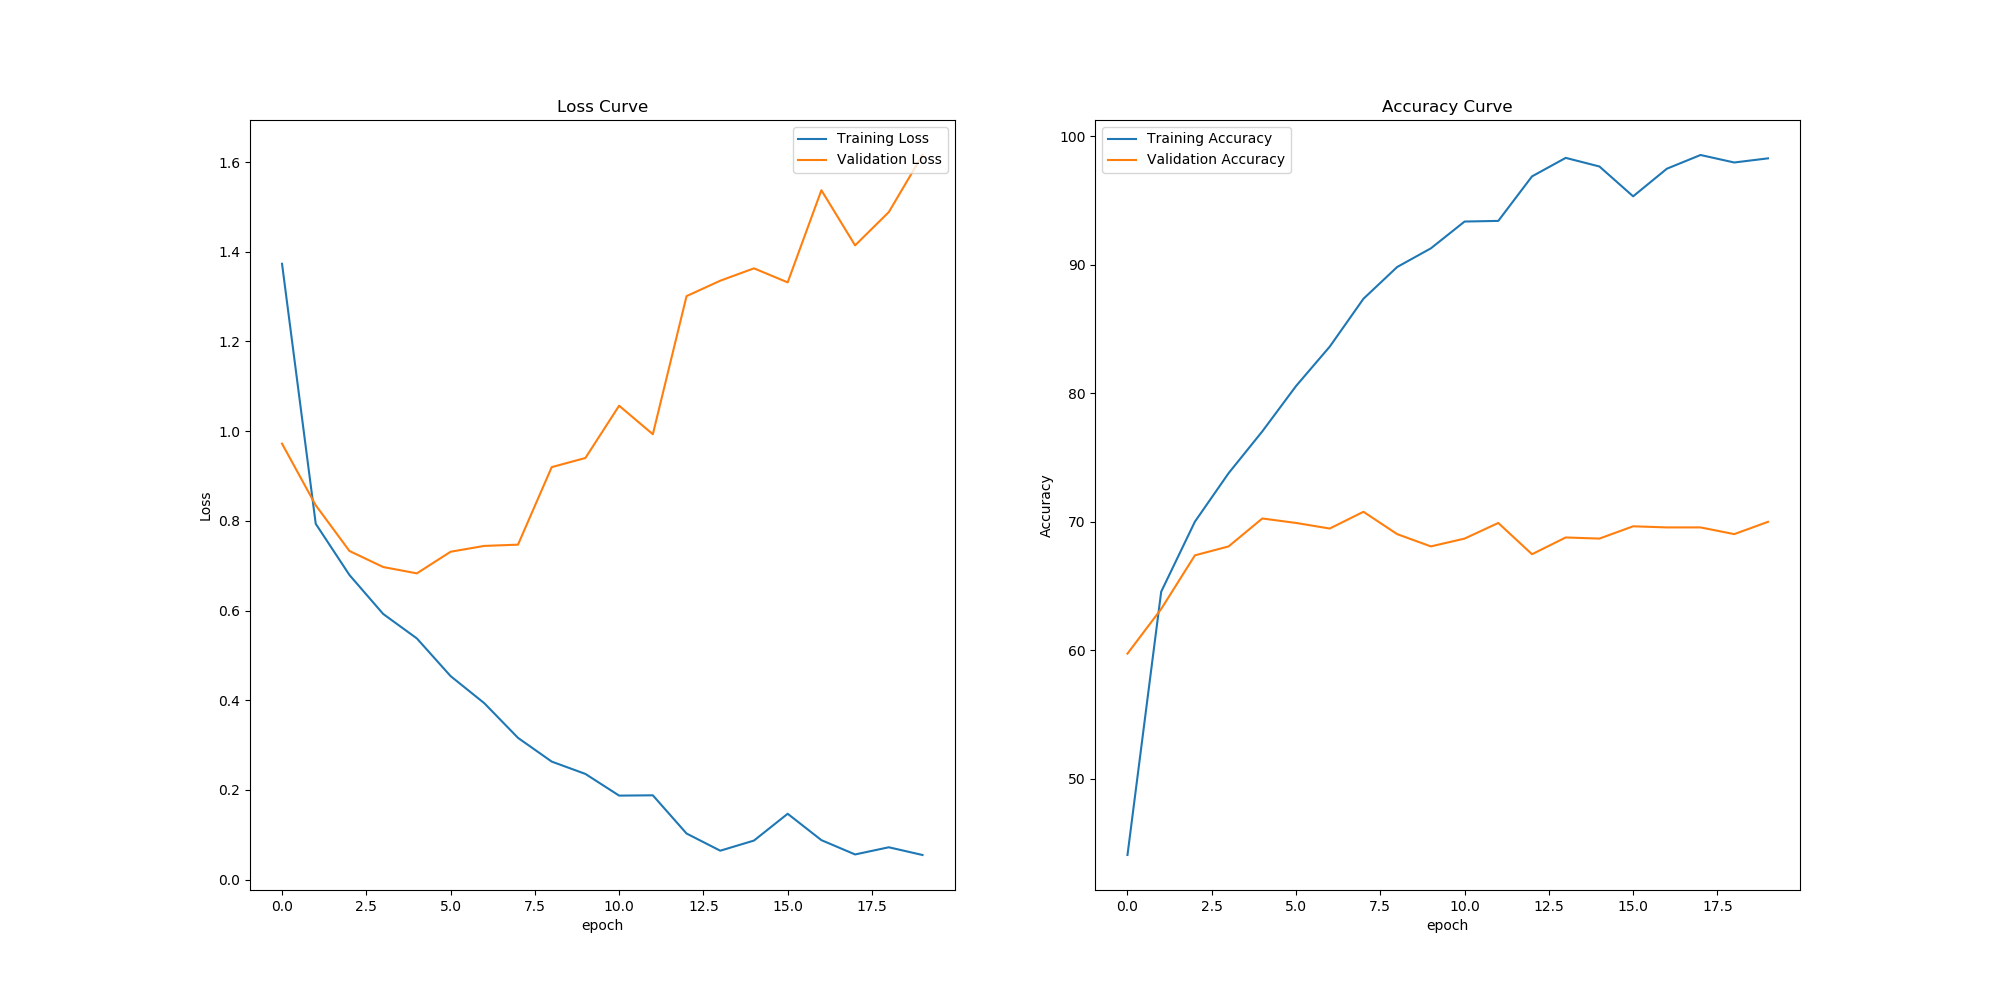 Loss Curve
Training Loss
Validation Loss
1.6
1.4
1.2
1.0
0.8
0.6
0.4
0.2
0.0
Loss
0.0 2.5 5.0 7.5 10.0 12.5 15.0 17.5
epoch
Accuracy Curve
Training Accuracy
Validation Accuracy
100
90
80
70
60
50
Accuracy
0.0 2.5 5.0 7.5 10.0 12.5 15.0 17.5
epoch